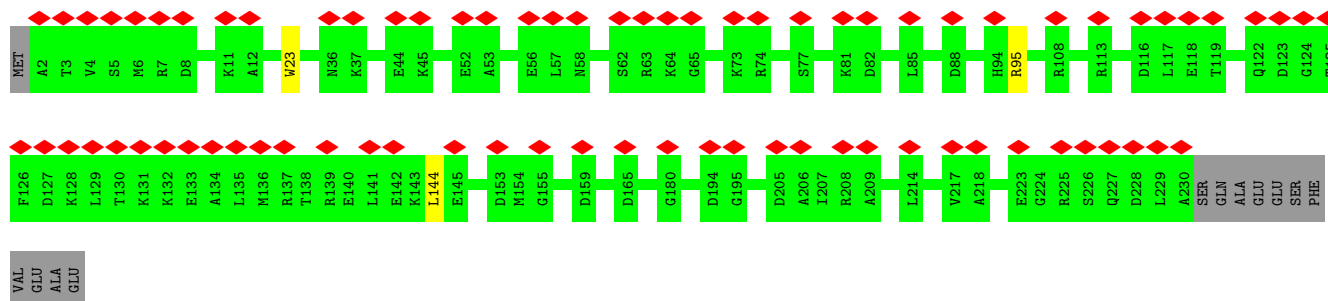 MET A2 T3 V4 S5 M6 R7 D8 K11 A12 W23 N36 K37 E44 K45 E52 A53 E56 L57 N58 S62 R63 K64 G65 K73 R74 S77 K81 D82 L85 D88 H94 R95 R108 R113 D116 L117 E118 T119 Q122 D123 G124
F126 D127 K128 L129 T130 K131 K132 E133 A134 L135 M136 R137 T138 R139 E140 L141 E142 K143 L144 E145 D153 M154 G155 D159 D165 G180 D194 G195 D205 A206 I207 R208 A209 L214 V217 A218 E223 G224 R225 S226 Q227 D228 L229 A230 SER GLN ALA GLU GLU SER PHE
VAL GLU ALA GLU